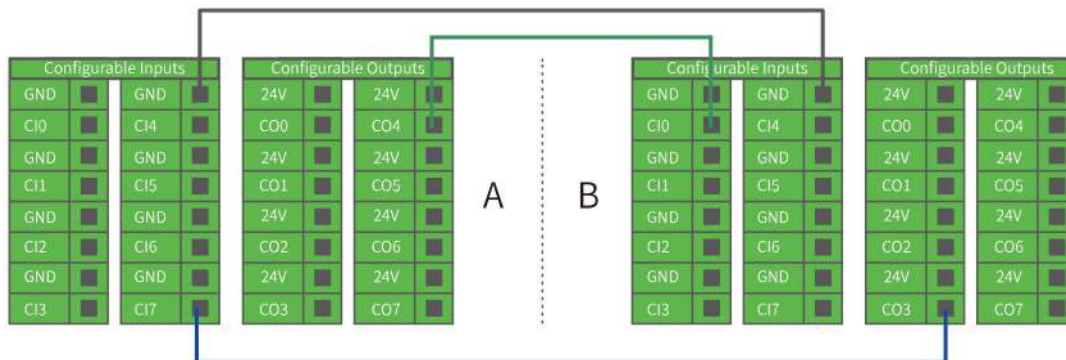 Configurable Inputs Configurable Outputs Configurable Inputs Configurable Outputs
GND GND 24V 24V GND GND 24V 24V
CI0 CI4 CO0 CO4 CI0 CI4 CO0 CO4
GND GND 24V 24V GND GND 24V 24V
CI1 CI5 CO1 CO5 A B CI1 CI5 CO1 CO5
GND GND 24V 24V GND GND 24V 24V
CI2 CI6 CO2 CO6 CI2 CI6 CO2 CO6
GND GND 24V 24V GND GND 24V 24V
CI3 CI7 CO3 CO7 CI3 CI7 CO3 CO7